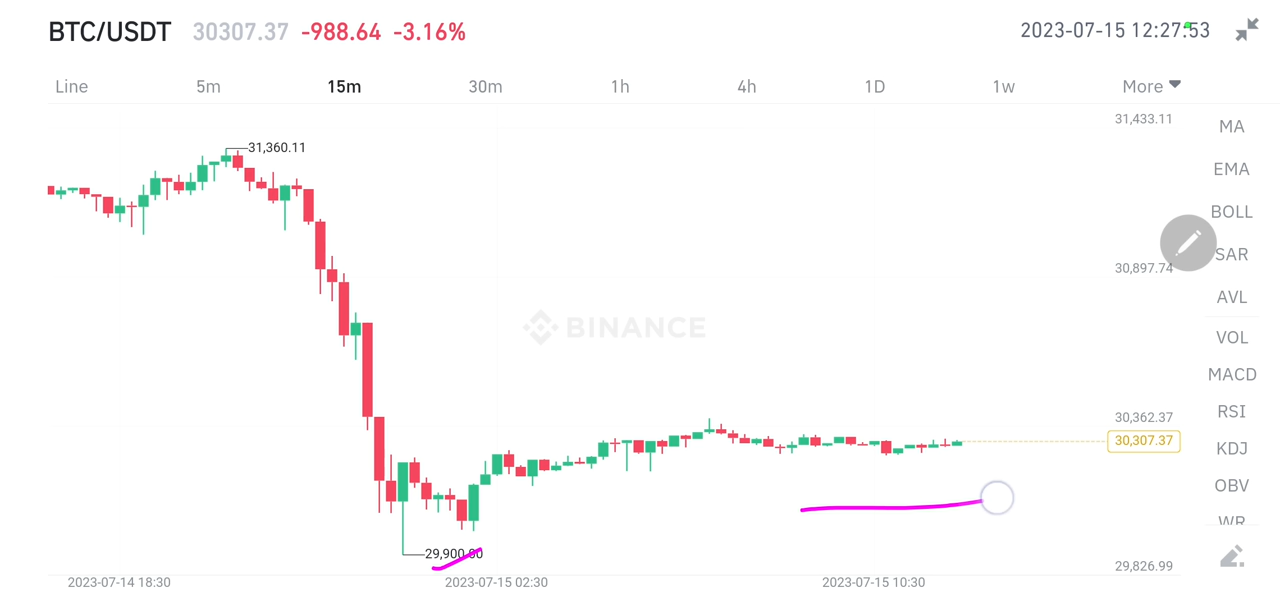 BTC/USDT 30307.37 -988.64 -3.16% 2023-07-15 12:27:53
Line 5m 15m 30m 1h 4h 1D 1w More
31,433.11
MA
31,360.11
EMA
BOLL
SAR
30,897.74
AVL
BINANCE
VOL
MACD
RSI
30,362.37
30,307.37
KDJ
OBV
WR
29,900.00
29,826.99
2023-07-14 18:30 2023-07-15 02:30 2023-07-15 10:30